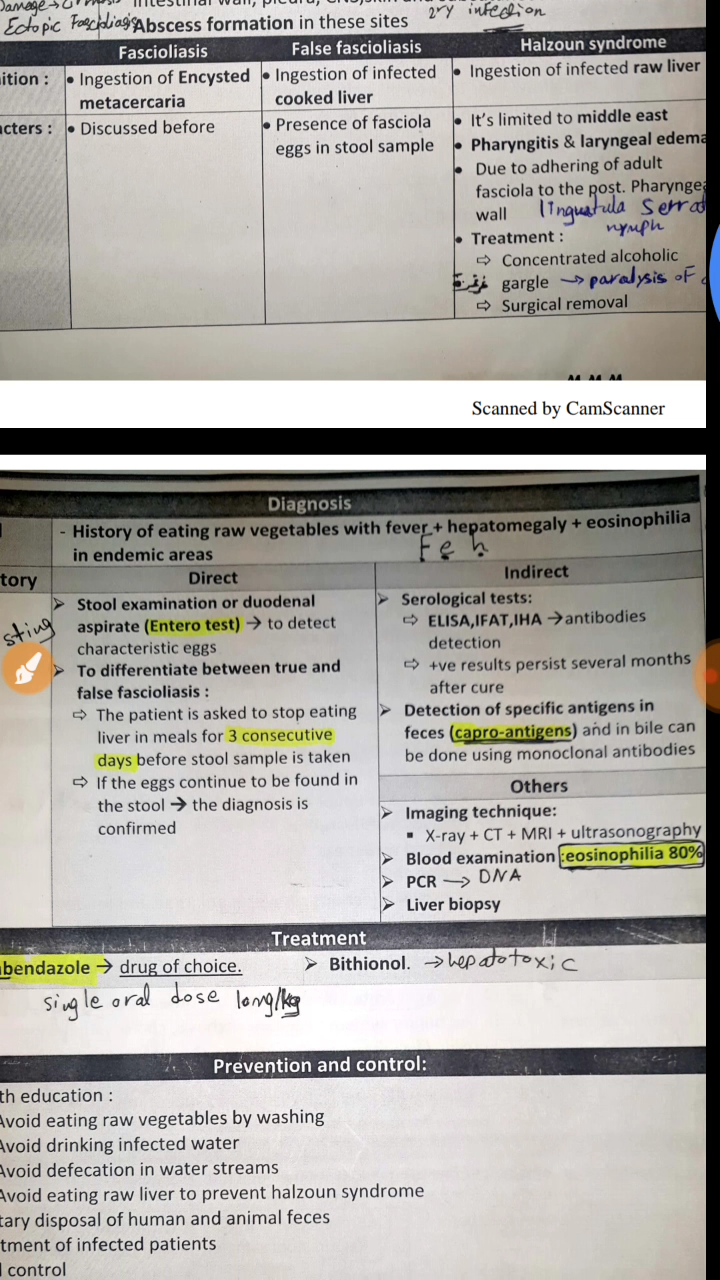 Damage → intestinal wall, pleura, CNS, skin
2ry infection
Ectopic Fascioliasis Abscess formation in these sites
Fascioliasis
False fascioliasis
Halzoun syndrome
ition :
• Ingestion of Encysted
metacercaria
• Ingestion of infected
cooked liver
• Ingestion of infected raw liver
cters :
• Discussed before
• Presence of fasciola
eggs in stool sample
• It's limited to middle east
• Pharyngitis & laryngeal edema
• Due to adhering of adult
fasciola to the post. Pharynge
wall
linguatula Serrat
nymph
• Treatment :
⇨ Concentrated alcoholic
غرغرة gargle → paralysis of
⇨ Surgical removal
Scanned by CamScanner
Diagnosis
- History of eating raw vegetables with fever + hepatomegaly + eosinophilia
in endemic areas
F e h
tory
Direct
➤ Stool examination or duodenal
aspirate (Entero test) → to detect
characteristic eggs
sting
➤ To differentiate between true and
false fascioliasis :
⇨ The patient is asked to stop eating
liver in meals for 3 consecutive
days before stool sample is taken
⇨ If the eggs continue to be found in
the stool → the diagnosis is
confirmed
Indirect
➤ Serological tests:
⇨ ELISA,IFAT,IHA →antibodies
detection
⇨ +ve results persist several months
after cure
➤ Detection of specific antigens in
feces (capro-antigens) and in bile can
be done using monoclonal antibodies
Others
➤ Imaging technique:
▪ X-ray + CT + MRI + ultrasonography
➤ Blood examination :eosinophilia 80%
➤ PCR → DNA
➤ Liver biopsy
Treatment
bendazole → drug of choice.
➤ Bithionol. → hepatotoxic
single oral dose 10mg/kg
Prevention and control:
th education :
Avoid eating raw vegetables by washing
Avoid drinking infected water
Avoid defecation in water streams
Avoid eating raw liver to prevent halzoun syndrome
tary disposal of human and animal feces
tment of infected patients
l control